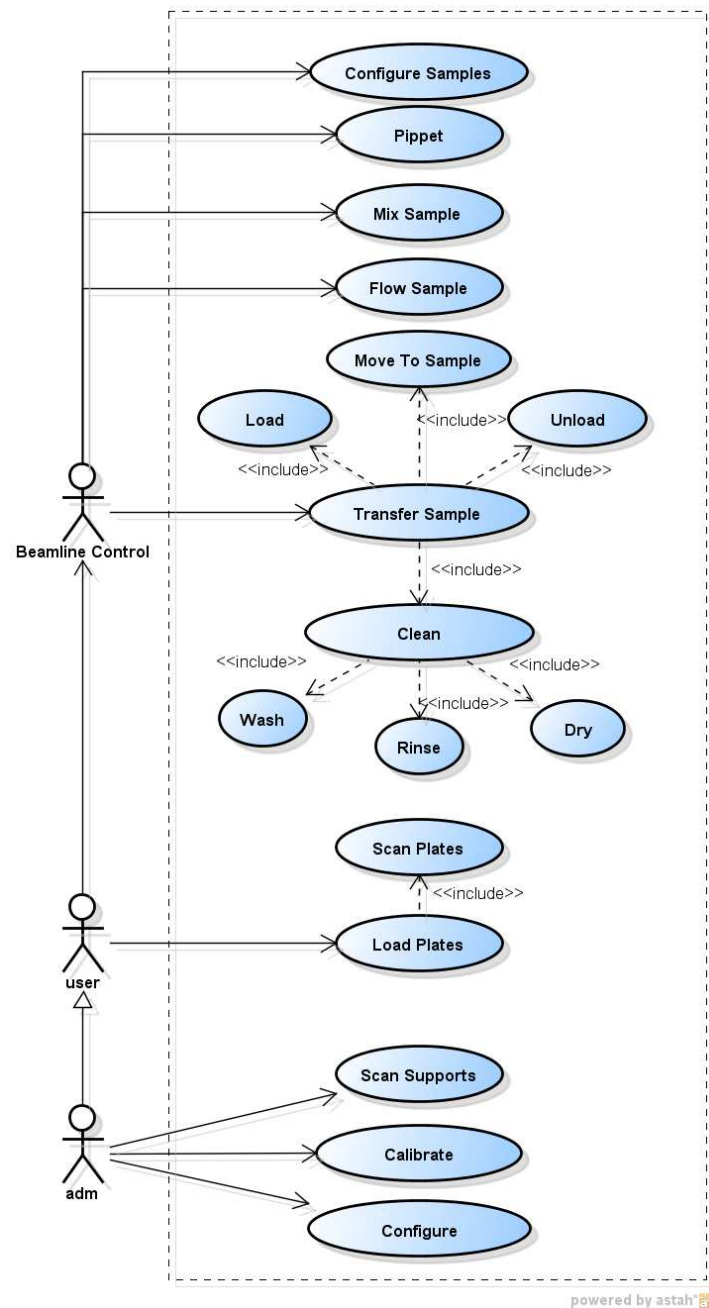 Configure Samples
Pippet
Mix Sample
Flow Sample
Move To Sample
Load
<<include>>
Unload
<<include>>
<<include>>
Transfer Sample
Beamline Control
<<include>>
Clean
<<include>>
<<include>>
Wash
<<include>>
Dry
Rinse
Scan Plates
<<include>>
Load Plates
user
Scan Supports
Calibrate
adm
Configure
powered by astah*